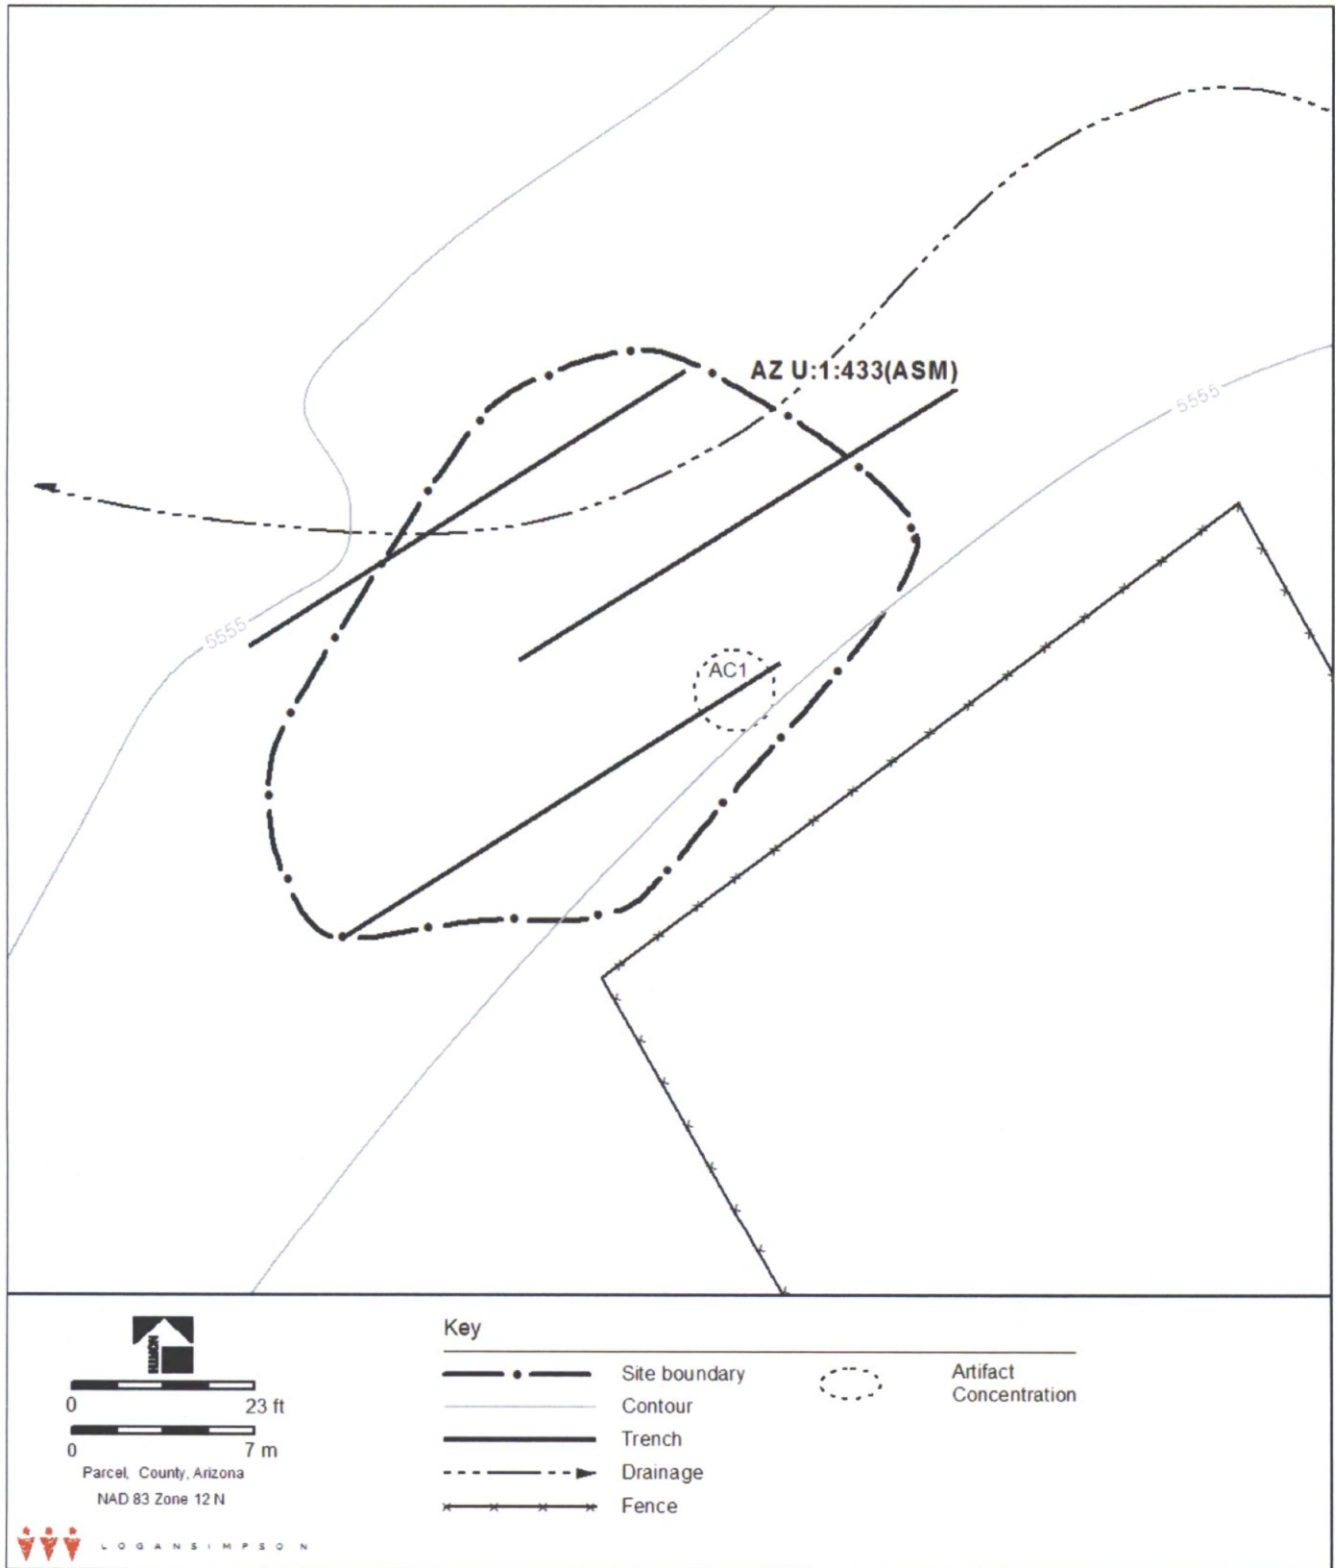 AZ U:1:433(ASM)
5555
5555
AC1
NORTH
0 23 ft
0 7 m
Parcel, County, Arizona
NAD 83 Zone 12 N
LOGANSIMPSON
Key
Site boundary
Contour
Trench
Drainage
Fence
Artifact
Concentration